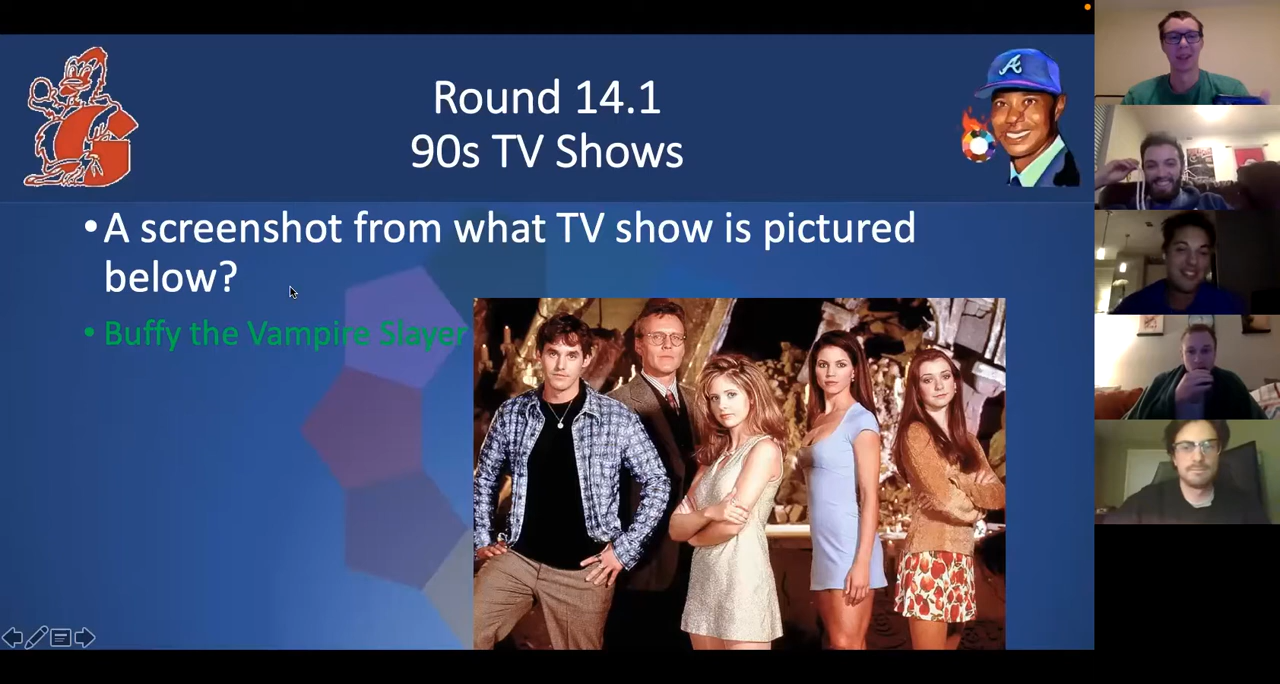 Round 14.1
90s TV Shows
A
G
• A screenshot from what TV show is pictured
below?
• Buffy the Vampire Slayer